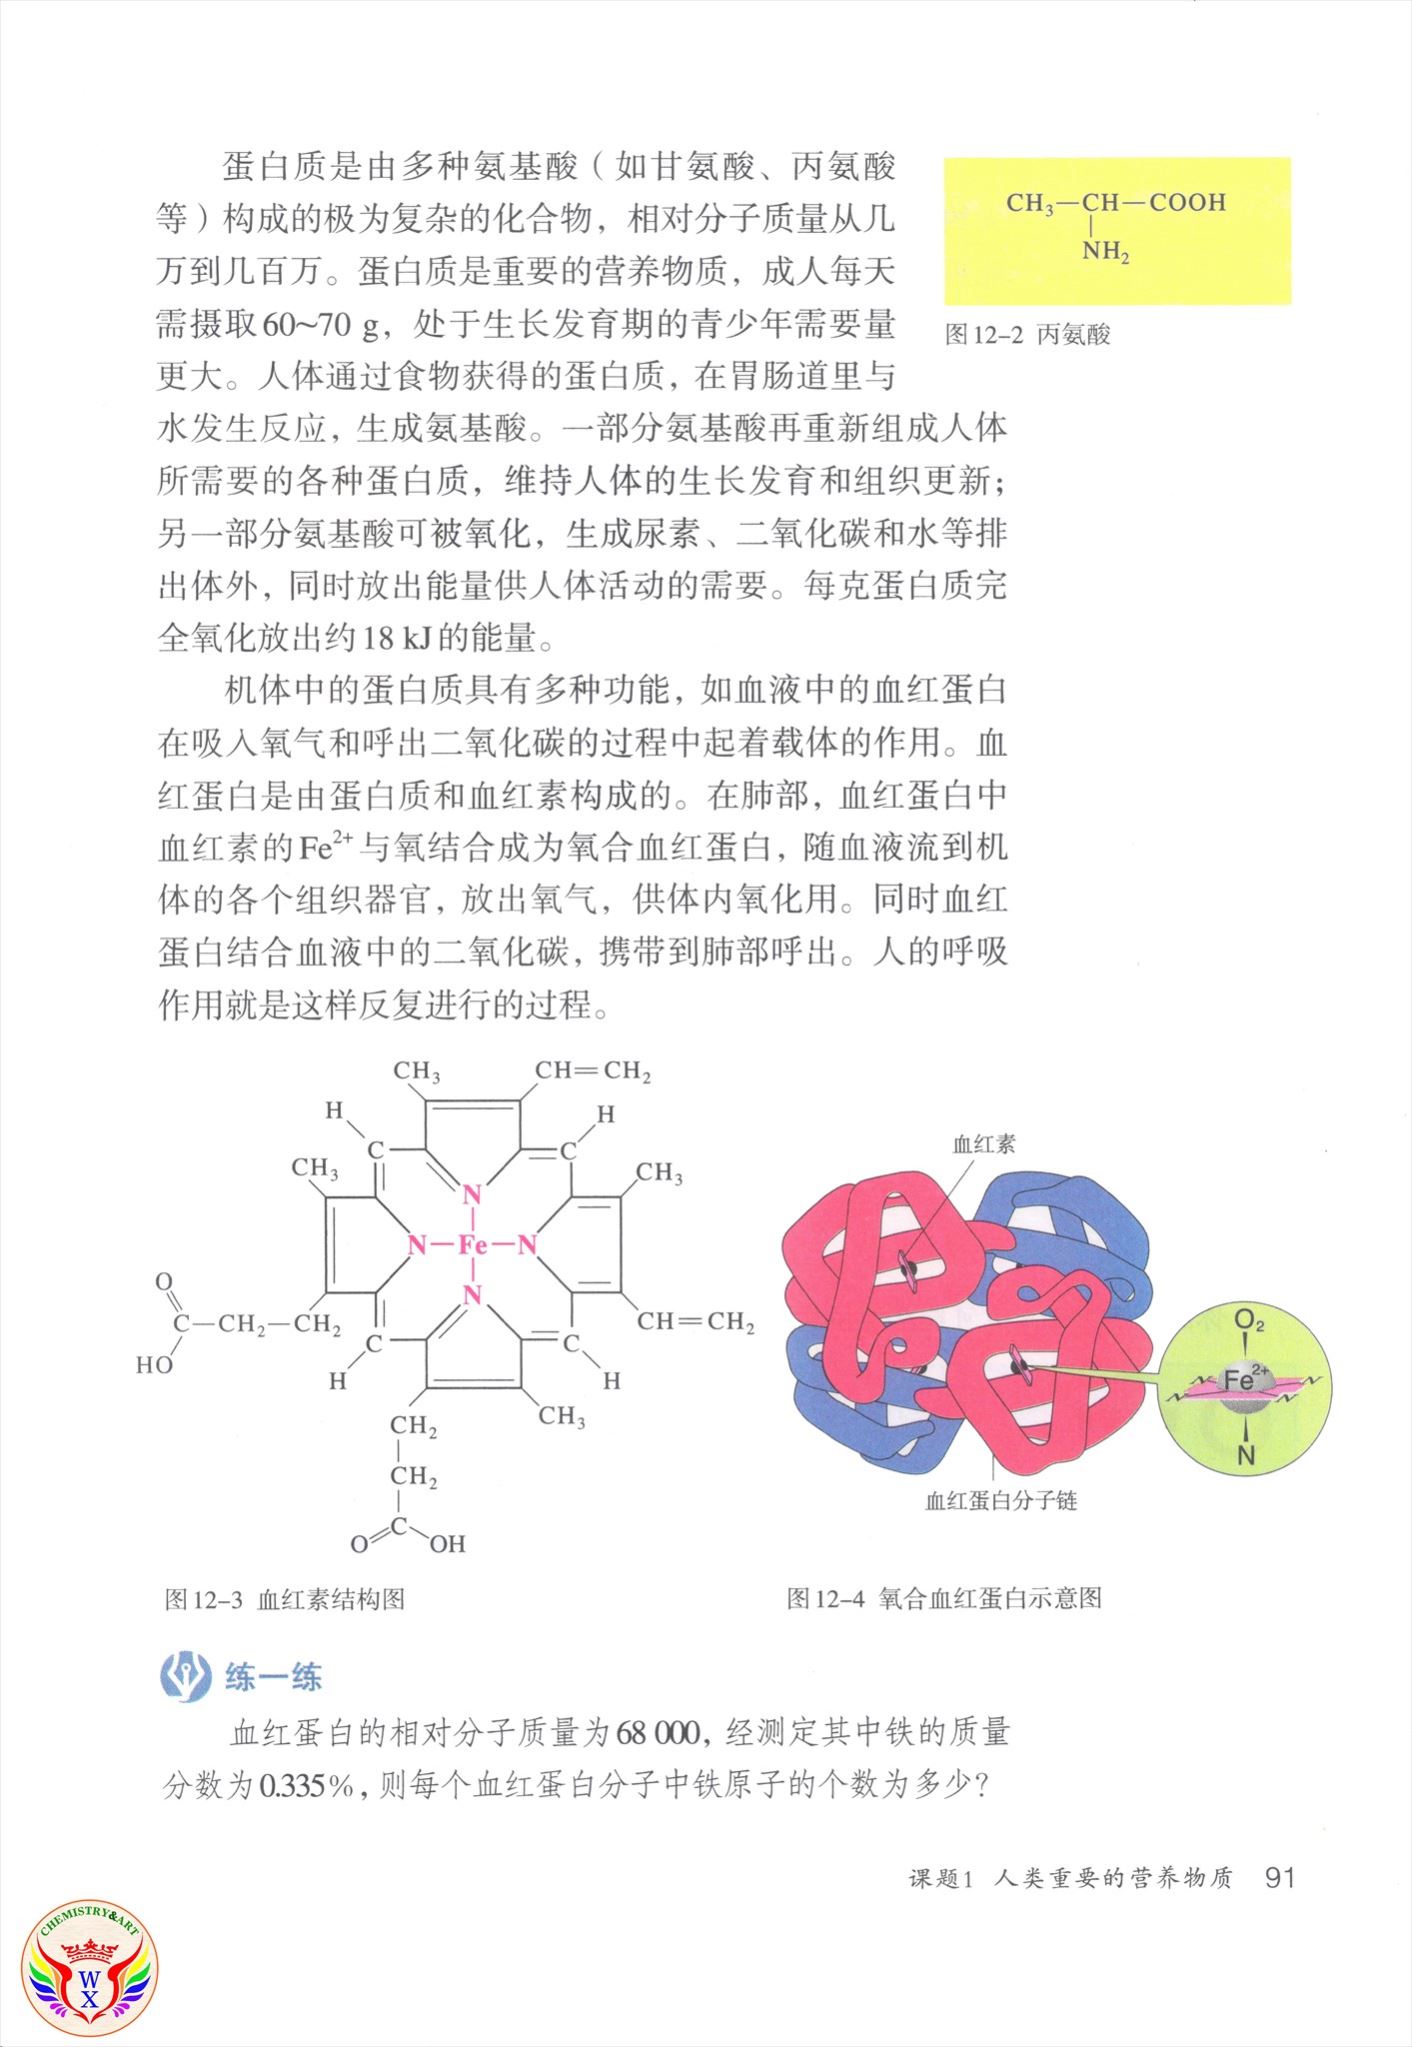 蛋白质是由多种氨基酸（如甘氨酸、丙氨酸
等）构成的极为复杂的化合物，相对分子质量从几
万到几百万。蛋白质是重要的营养物质，成人每天
需摄取60~70 g，处于生长发育期的青少年需要量
更大。人体通过食物获得的蛋白质，在胃肠道里与
水发生反应，生成氨基酸。一部分氨基酸再重新组成人体
所需要的各种蛋白质，维持人体的生长发育和组织更新；
另一部分氨基酸可被氧化，生成尿素、二氧化碳和水等排
出体外，同时放出能量供人体活动的需要。每克蛋白质完
全氧化放出约18 kJ的能量。
CH₃—CH—COOH
NH₂
图12-2 丙氨酸
机体中的蛋白质具有多种功能，如血液中的血红蛋白
在吸入氧气和呼出二氧化碳的过程中起着载体的作用。血
红蛋白是由蛋白质和血红素构成的。在肺部，血红蛋白中
血红素的Fe²⁺与氧结合成为氧合血红蛋白，随血液流到机
体的各个组织器官，放出氧气，供体内氧化用。同时血红
蛋白结合血液中的二氧化碳，携带到肺部呼出。人的呼吸
作用就是这样反复进行的过程。
CH₃ CH=CH₂
H H
C C
CH₃ CH₃
N
N—Fe—N
N
O
C—CH₂—CH₂ CH=CH₂
HO
C C
H H
CH₂ CH₃
CH₂
C
O OH
图12-3 血红素结构图
血红素
O₂
Fe²⁺
N N
N N
N
血红蛋白分子链
图12-4 氧合血红蛋白示意图
练一练
血红蛋白的相对分子质量为68 000，经测定其中铁的质量
分数为0.335%，则每个血红蛋白分子中铁原子的个数为多少？
课题1 人类重要的营养物质 91
CHEMISTRY&ART
W
X